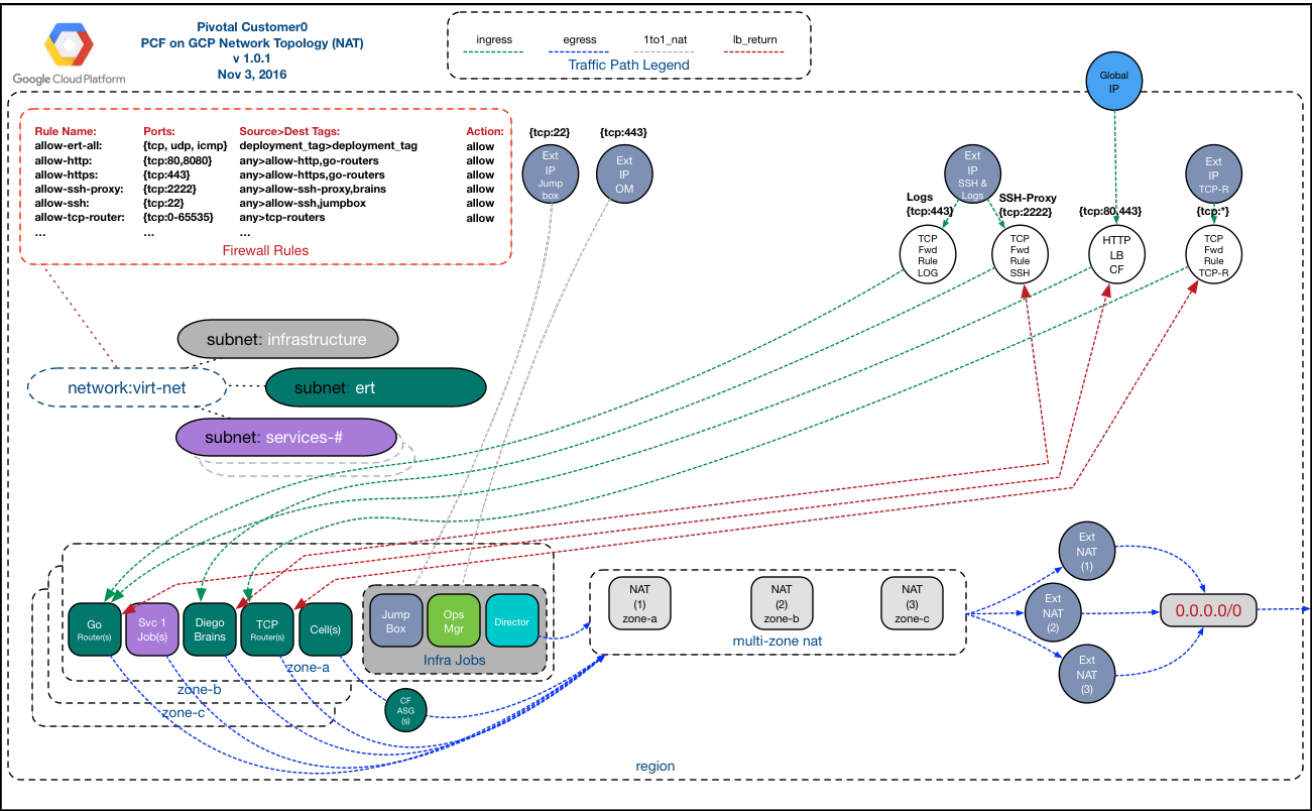 Google Cloud Platform
Pivotal Customer0
PCF on GCP Network Topology (NAT)
v 1.0.1
Nov 3, 2016
ingress egress 1to1_nat lb_return
Traffic Path Legend
Rule Name: Ports: Source>Dest Tags: Action:
allow-ert-all: {tcp, udp, icmp} deployment_tag>deployment_tag allow
allow-http: {tcp:80,8080} any>allow-http,go-routers allow
allow-https: {tcp:443} any>allow-https,go-routers allow
allow-ssh-proxy: {tcp:2222} any>allow-ssh-proxy,brains allow
allow-ssh: {tcp:22} any>allow-ssh,jumpbox allow
allow-tcp-router: {tcp:0-65535} any>tcp-routers allow
... ... ...
Firewall Rules
{tcp:22}
Ext
IP
Jump
box
{tcp:443}
Ext
IP
OM
Global
IP
Ext
IP
SSH &
Logs
Ext
IP
TCP-R
Logs
{tcp:443}
SSH-Proxy
{tcp:2222}
{tcp:80,443}
{tcp:*}
TCP
Fwd
Rule
LOG
TCP
Fwd
Rule
SSH
HTTP
LB
CF
TCP
Fwd
Rule
TCP-R
subnet: infrastructure
network:virt-net
subnet: ert
subnet: services-#
Go
Router(s)
Svc 1
Job(s)
Diego
Brains
TCP
Router(s)
Cell(s)
zone-a
zone-b
zone-c
Jump
Box
Ops
Mgr
Director
Infra Jobs
CF
ASG
(s)
NAT
(1)
zone-a
NAT
(2)
zone-b
NAT
(3)
zone-c
multi-zone nat
Ext
NAT
(1)
Ext
NAT
(2)
Ext
NAT
(3)
0.0.0.0/0
region